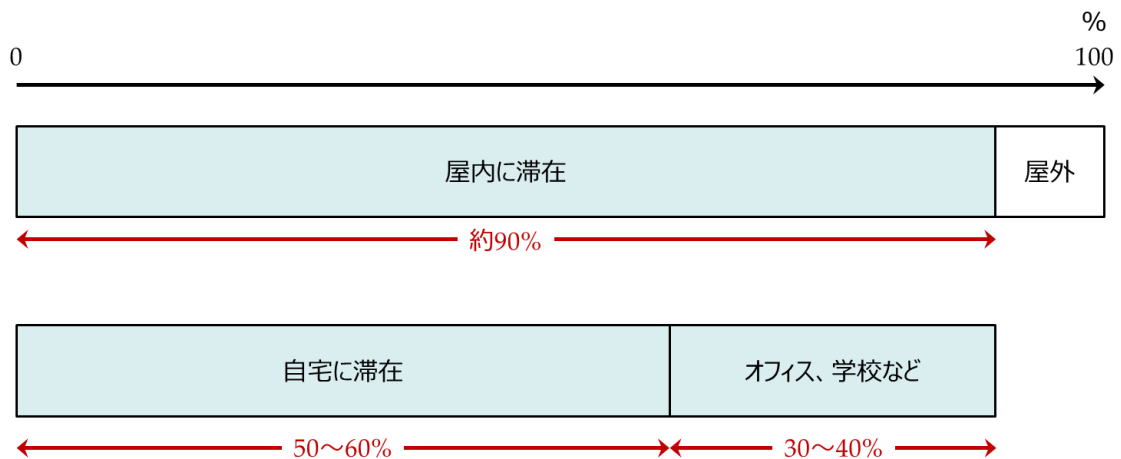 %
0 100
屋内に滞在 屋外
約90%
自宅に滞在 オフィス、学校など
50～60% 30～40%